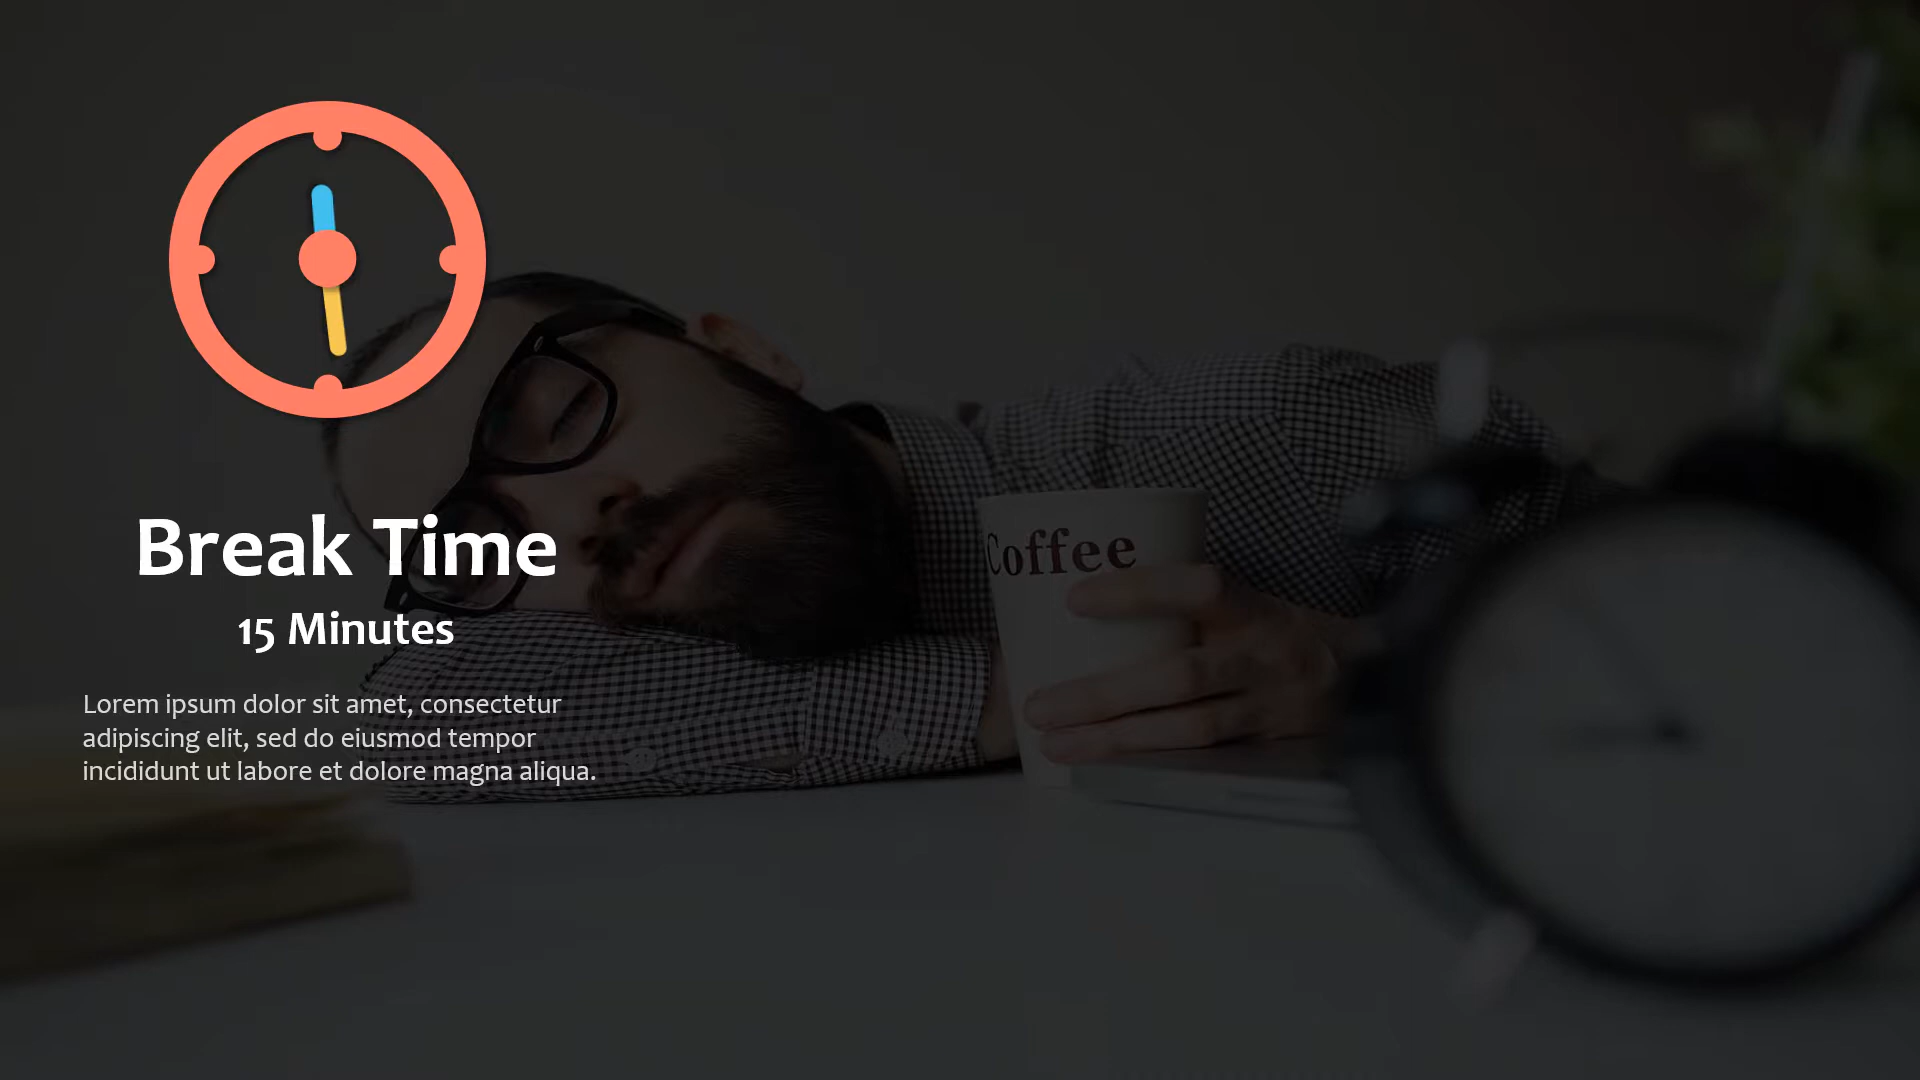 Break Time
15 Minutes
Lorem ipsum dolor sit amet, consectetur
adipiscing elit, sed do eiusmod tempor
incididunt ut labore et dolore magna aliqua.
Coffee